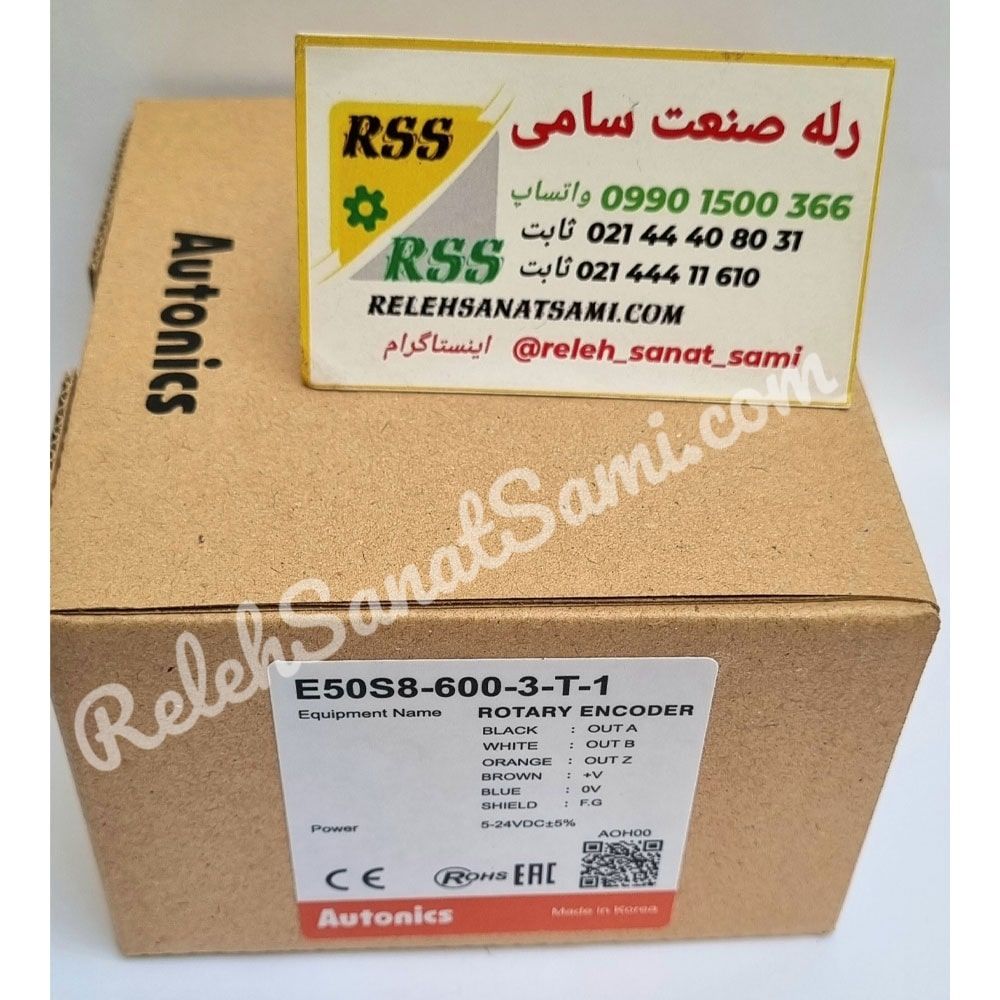 RSS
RSS
رله صنعت سامی
واتساپ 0990 1500 366
ثابت 021 44 40 80 31
ثابت 021 444 11 610
RELEHSANATSAMI.COM
اینستاگرام @releh_sanat_sami
Autonics
RelehSanatSami.com
E50S8-600-3-T-1
Equipment Name ROTARY ENCODER
BLACK : OUT A
WHITE : OUT B
ORANGE : OUT Z
BROWN : +V
BLUE : 0V
SHIELD : F.G
Power 5-24VDC±5%
AOH00
CE RoHS EAC
Autonics Made in Korea